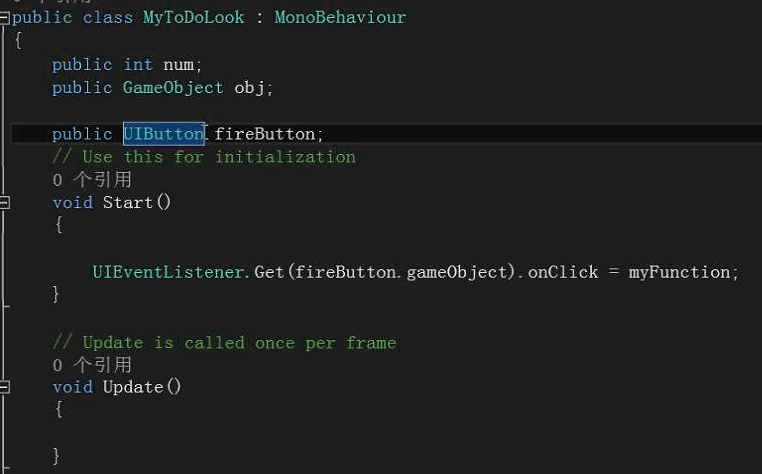 public class MyToDoLook : MonoBehaviour
{
public int num;
public GameObject obj;
public UIButton fireButton;
// Use this for initialization
0 个引用
void Start()
{
UIEventListener.Get(fireButton.gameObject).onClick = myFunction;
}
// Update is called once per frame
0 个引用
void Update()
{
}